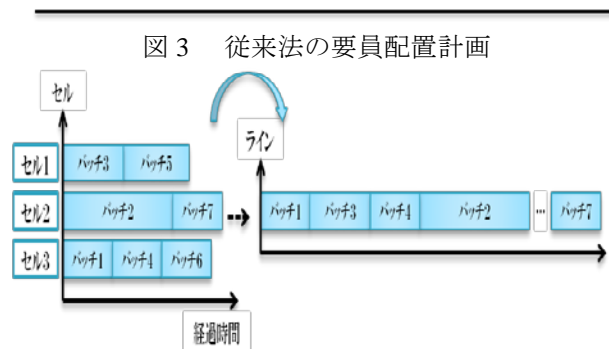 図 3 従来法の要員配置計画
セル
ライン
セル1 バッチ3 バッチ5
セル2 バッチ2 バッチ7
セル3 バッチ1 バッチ4 バッチ6
バッチ1 バッチ3 バッチ4 バッチ2 … バッチ7
経過時間